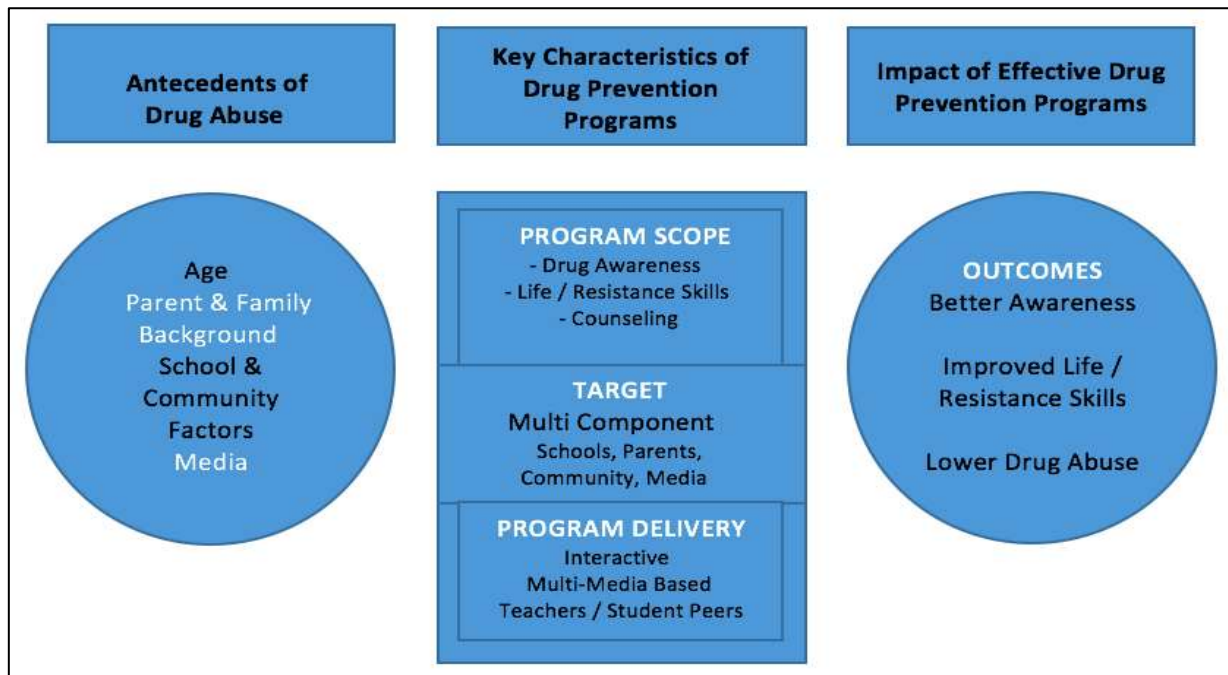 Antecedents of
Drug Abuse
Key Characteristics of
Drug Prevention
Programs
Impact of Effective Drug
Prevention Programs
Age
Parent & Family
Background
School &
Community
Factors
Media
PROGRAM SCOPE
- Drug Awareness
- Life / Resistance Skills
- Counseling
TARGET
Multi Component
Schools, Parents,
Community, Media
PROGRAM DELIVERY
Interactive
Multi-Media Based
Teachers / Student Peers
OUTCOMES
Better Awareness
Improved Life /
Resistance Skills
Lower Drug Abuse